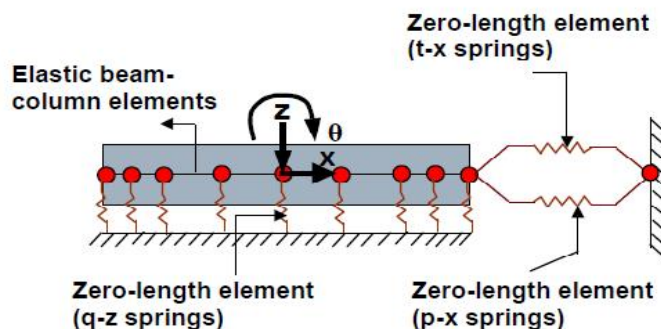 Zero-length element
(t-x springs)
Elastic beam-
column elements
z
θ
x
Zero-length element
(q-z springs)
Zero-length element
(p-x springs)